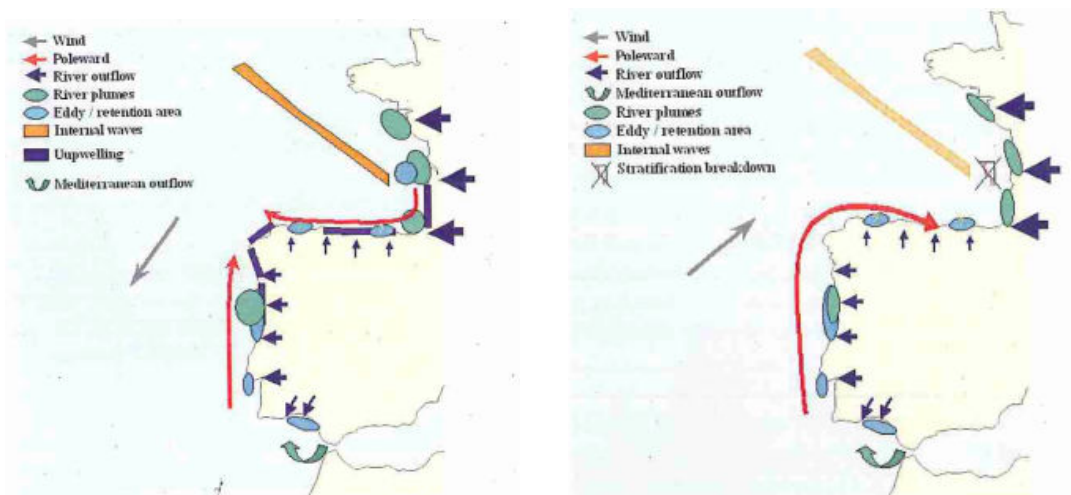 Wind
Poleward
River outflow
River plumes
Eddy / retention area
Internal waves
Uupwelling
Mediterranean outflow
Wind
Poleward
River outflow
Mediterranean outflow
River plumes
Eddy / retention area
Internal waves
Stratification breakdown